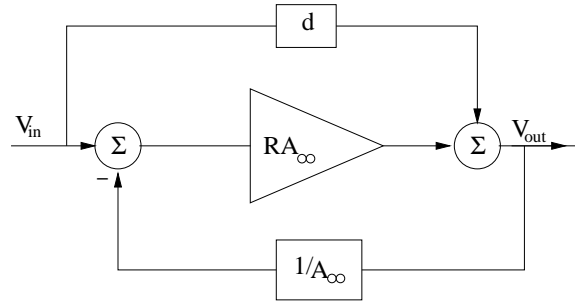 d
V_in
Σ
RA_∞
Σ
V_out
−
1/A_∞